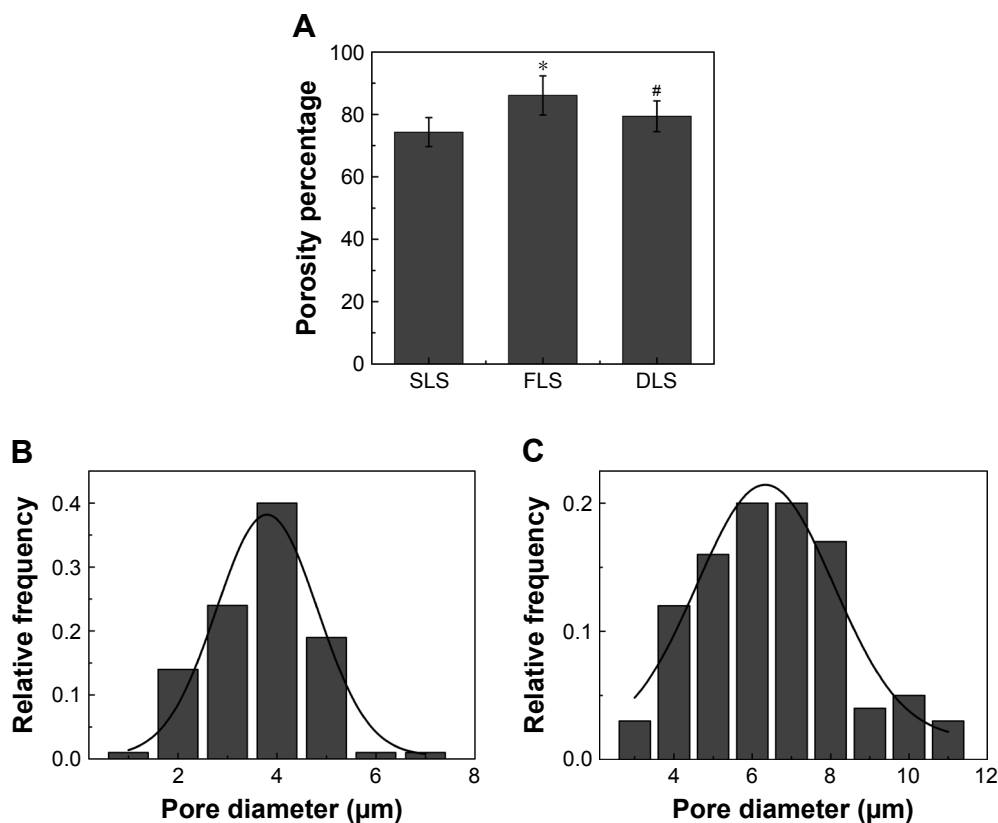 A
Porosity percentage
100
80
60
40
20
0
*
#
SLS FLS DLS
B
Relative frequency
0.4
0.3
0.2
0.1
0.0
2 4 6 8
Pore diameter (µm)
C
Relative frequency
0.2
0.1
0.0
4 6 8 10 12
Pore diameter (µm)